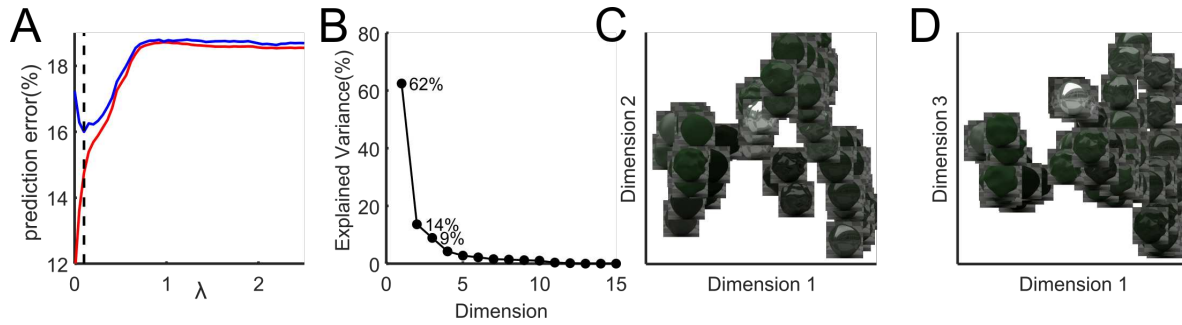 A
prediction error(%)
18
16
14
12
0
1
2
λ
B
Explained Variance(%)
80
60
40
20
0
62%
14%
9%
0
5
10
15
Dimension
C
Dimension 2
Dimension 1
D
Dimension 3
Dimension 1